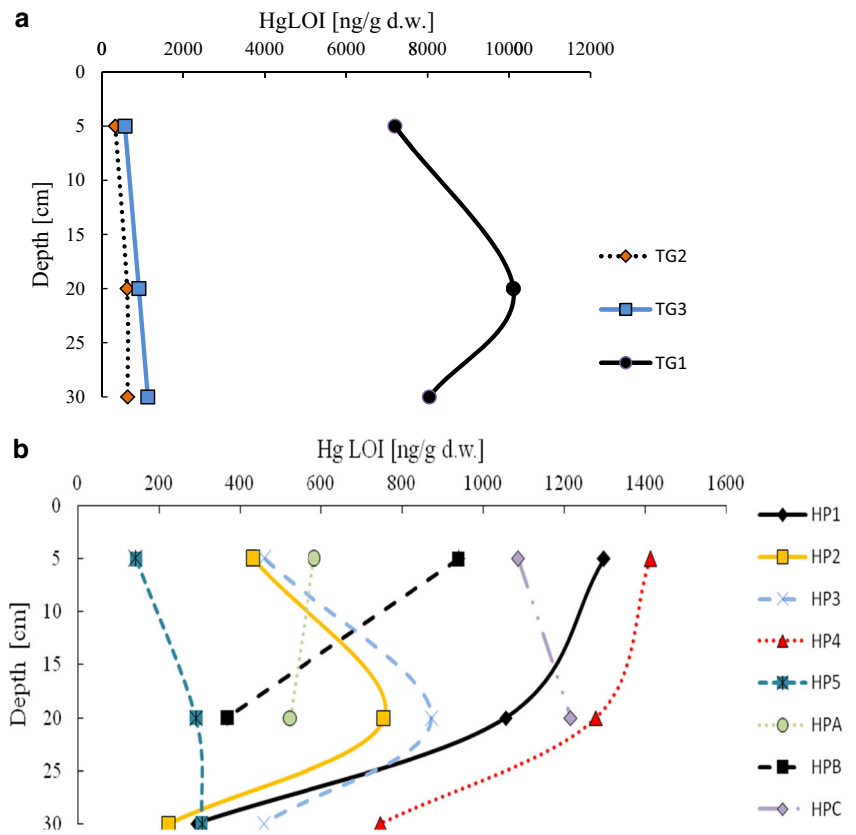 a
HgLOI [ng/g d.w.]
0 2000 4000 6000 8000 10000 12000
0
5
10
15
20
25
30
Depth [cm]
TG2
TG3
TG1
b
Hg LOI [ng/g d.w.]
0 200 400 600 800 1000 1200 1400 1600
0
5
10
15
20
25
30
Depth [cm]
HP1
HP2
HP3
HP4
HP5
HPA
HPB
HPC